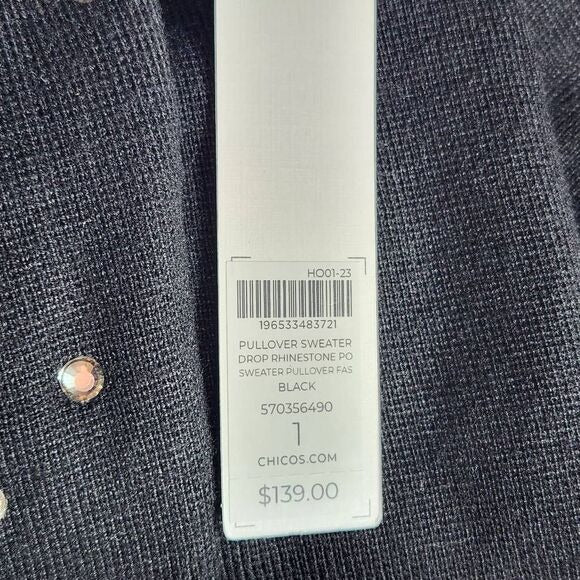 HO01-23
196533483721
PULLOVER SWEATER
DROP RHINESTONE PO
SWEATER PULLOVER FAS
BLACK
570356490
1
CHICOS.COM
$139.00